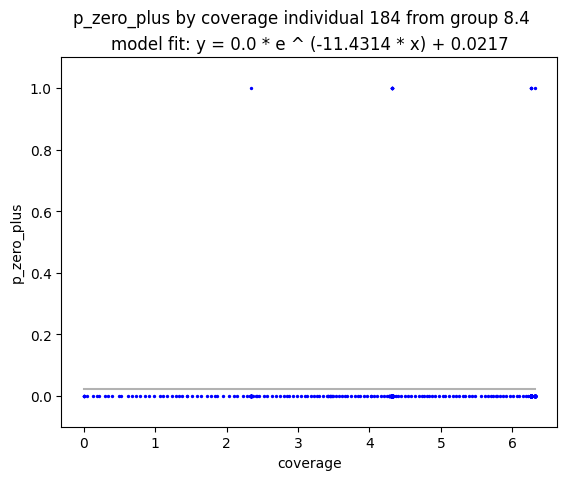 p_zero_plus by coverage individual 184 from group 8.4
model fit: y = 0.0 * e ^ (-11.4314 * x) + 0.0217
1.0
0.8
0.6
0.4
0.2
0.0
p_zero_plus
0 1 2 3 4 5 6
coverage